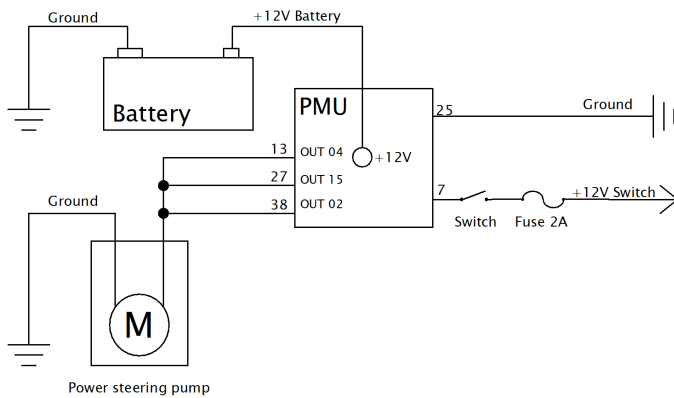 Ground
+12V Battery
Battery
PMU
25
Ground
13
OUT 04
+12V
27
OUT 15
7
+12V Switch
38
OUT 02
Ground
Switch
Fuse 2A
M
Power steering pump